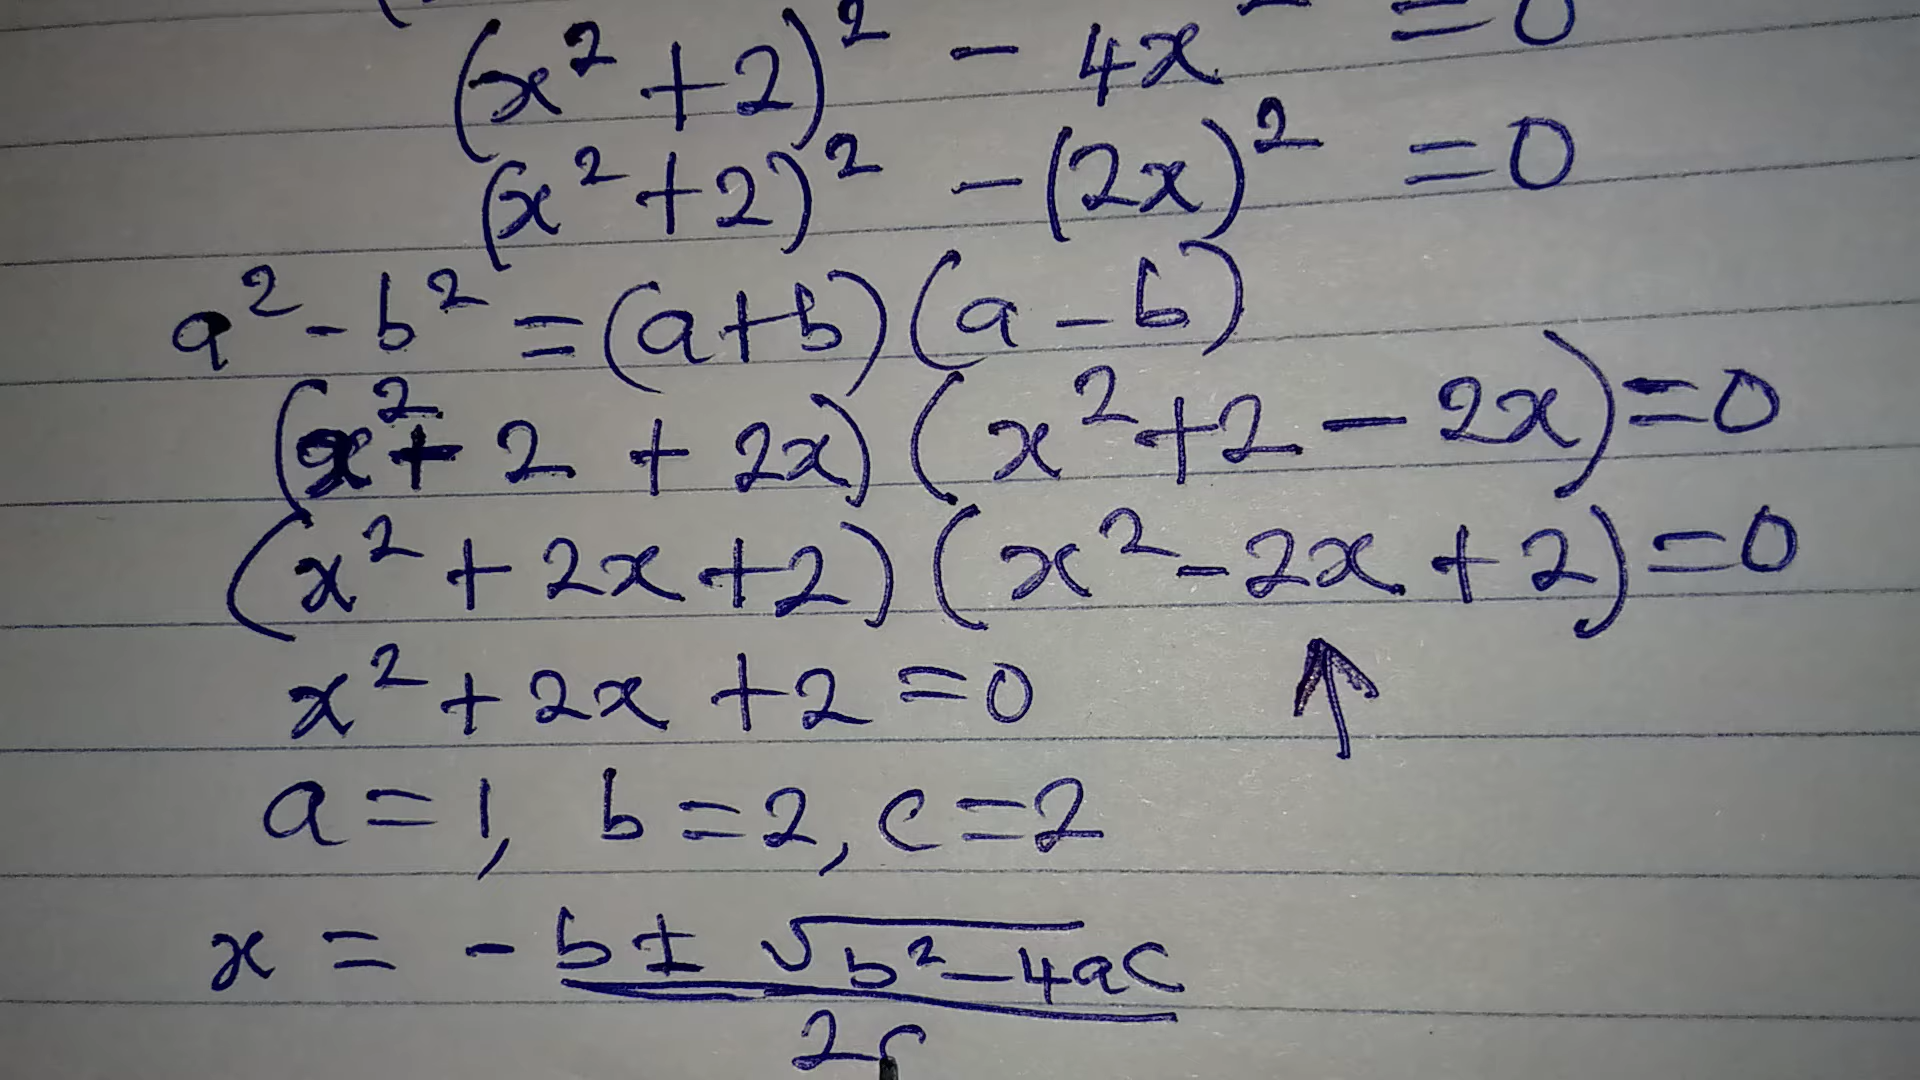 (x² + 2)² - 4x² = 0
(x² + 2)² - (2x)² = 0
a² - b² = (a + b)(a - b)
(x² + 2 + 2x)(x² + 2 - 2x) = 0
(x² + 2x + 2)(x² - 2x + 2) = 0
x² + 2x + 2 = 0 ↑
a = 1, b = 2, c = 2
x = -b ± √b² - 4ac
2